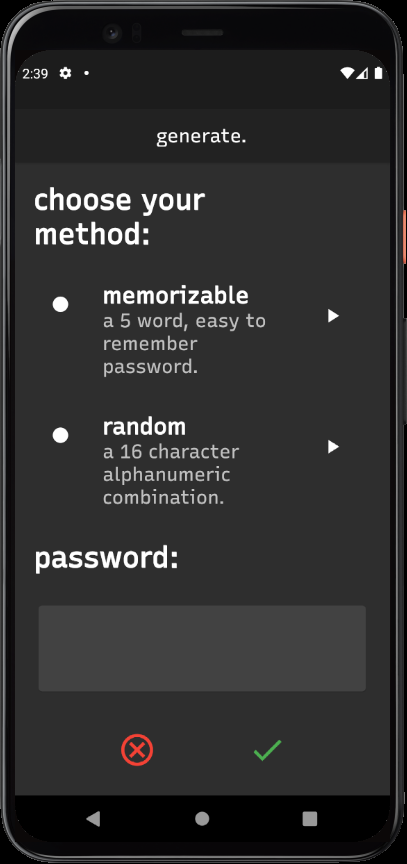 2:39
generate.
choose your
method:
memorizable
a 5 word, easy to
remember
password.
random
a 16 character
alphanumeric
combination.
password: